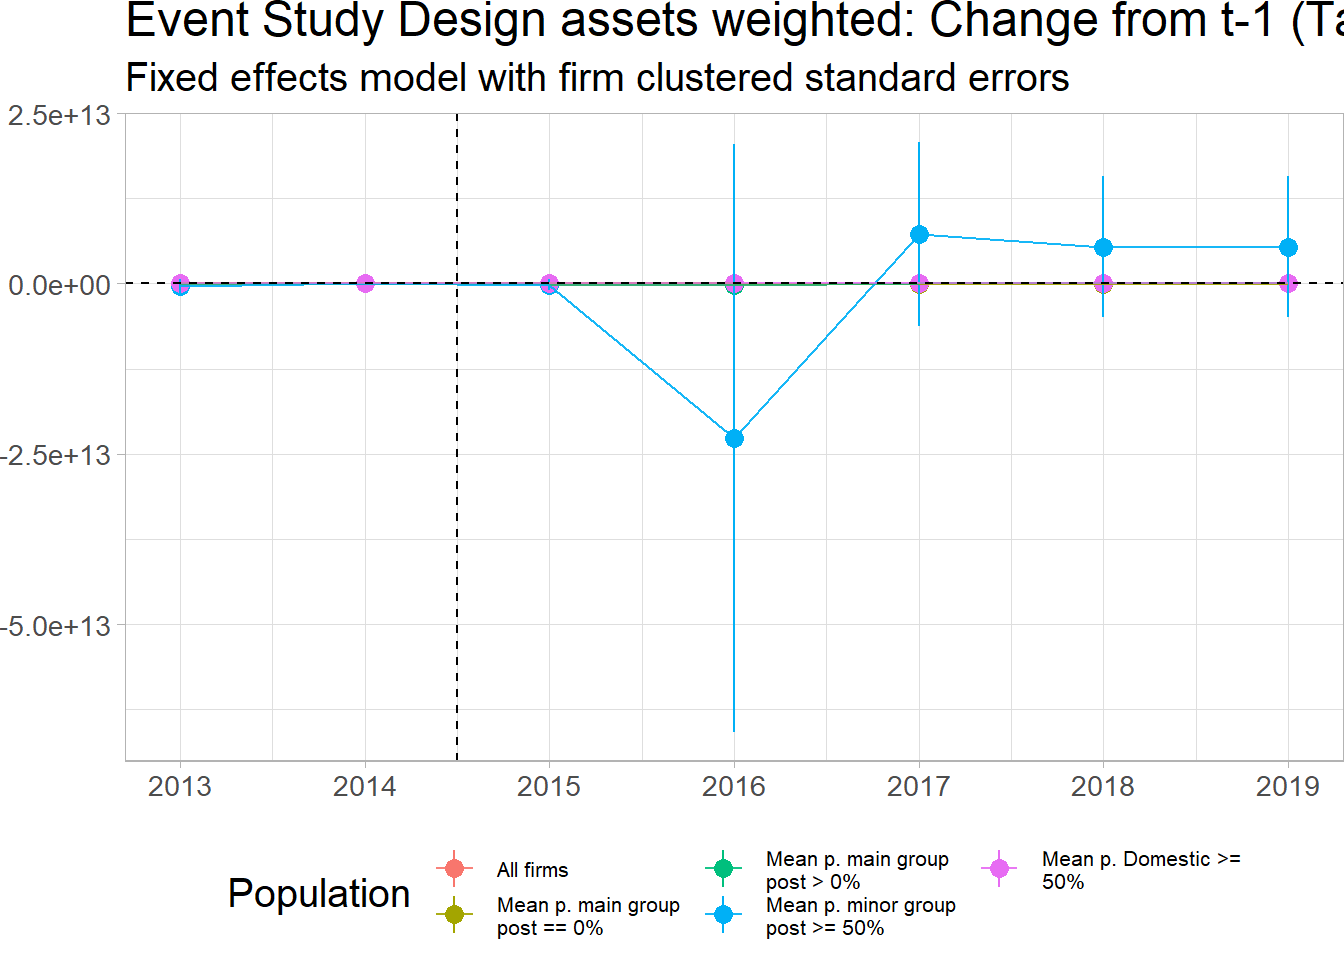 Event Study Design assets weighted: Change from t-1 (Ta
Fixed effects model with firm clustered standard errors
2.5e+13
0.0e+00
-2.5e+13
-5.0e+13
2013 2014 2015 2016 2017 2018 2019
Population
All firms
Mean p. main group
post == 0%
Mean p. main group
post > 0%
Mean p. minor group
post >= 50%
Mean p. Domestic >=
50%